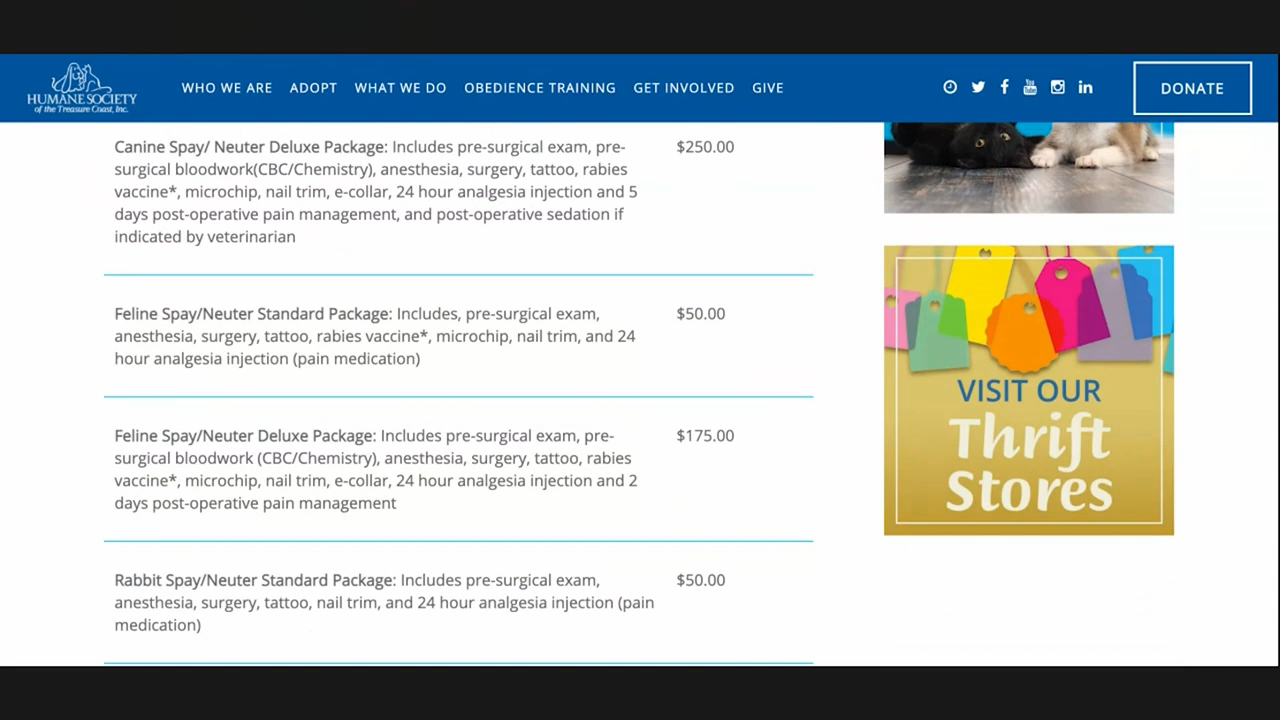 HUMANE SOCIETY
of the Treasure Coast, Inc.
WHO WE ARE ADOPT WHAT WE DO OBEDIENCE TRAINING GET INVOLVED GIVE
You Tube
DONATE
Canine Spay/ Neuter Deluxe Package: Includes pre-surgical exam, pre- $250.00
surgical bloodwork(CBC/Chemistry), anesthesia, surgery, tattoo, rabies
vaccine*, microchip, nail trim, e-collar, 24 hour analgesia injection and 5
days post-operative pain management, and post-operative sedation if
indicated by veterinarian
Feline Spay/Neuter Standard Package: Includes, pre-surgical exam, $50.00
anesthesia, surgery, tattoo, rabies vaccine*, microchip, nail trim, and 24
hour analgesia injection (pain medication)
Feline Spay/Neuter Deluxe Package: Includes pre-surgical exam, pre- $175.00
surgical bloodwork (CBC/Chemistry), anesthesia, surgery, tattoo, rabies
vaccine*, microchip, nail trim, e-collar, 24 hour analgesia injection and 2
days post-operative pain management
Rabbit Spay/Neuter Standard Package: Includes pre-surgical exam, $50.00
anesthesia, surgery, tattoo, nail trim, and 24 hour analgesia injection (pain
medication)
VISIT OUR
Thrift
Stores